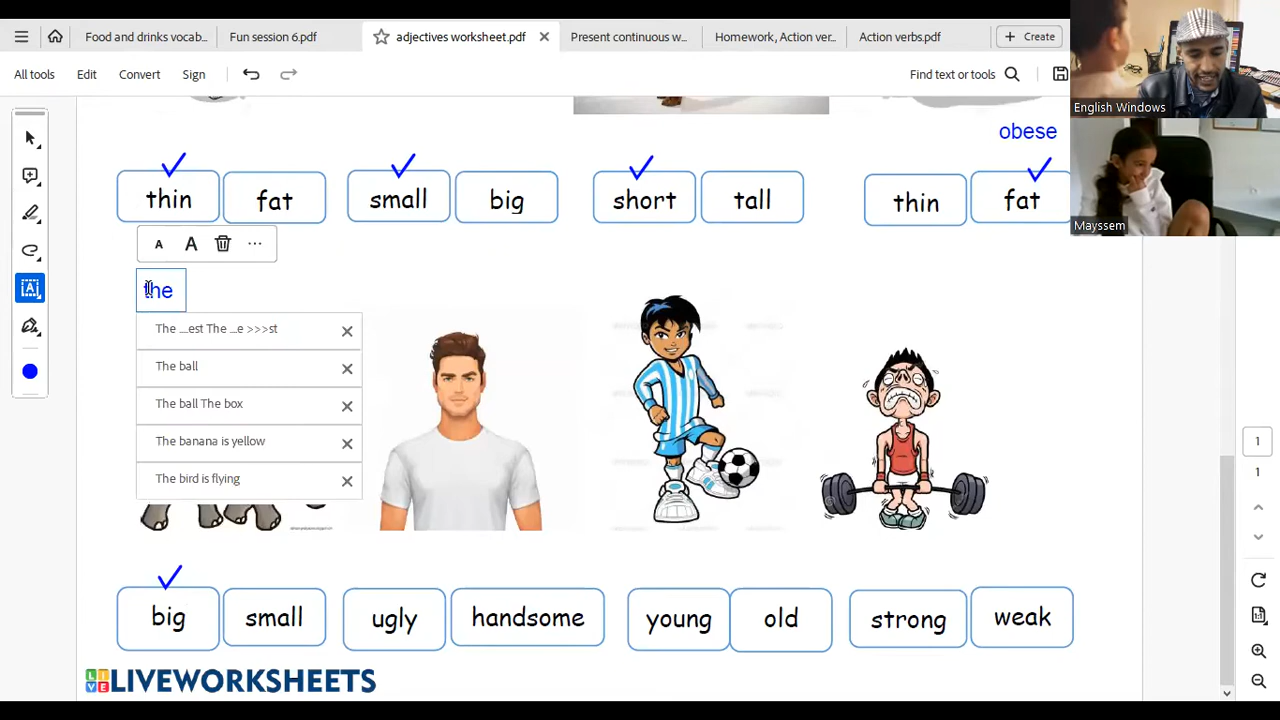 Food and drinks vocab...
Fun session 6.pdf
adjectives worksheet.pdf
Present continuous w...
Homework, Action ver...
Action verbs.pdf
Create
All tools
Edit
Convert
Sign
Find text or tools
English Windows
Mayssem
obese
thin
fat
small
big
short
tall
thin
fat
A
A
the
The ...est The ...e >>>st
The ball
The ball The box
The banana is yellow
The bird is flying
1
1
big
small
ugly
handsome
young
old
strong
weak
LIVE LIVEWORKSHEETS